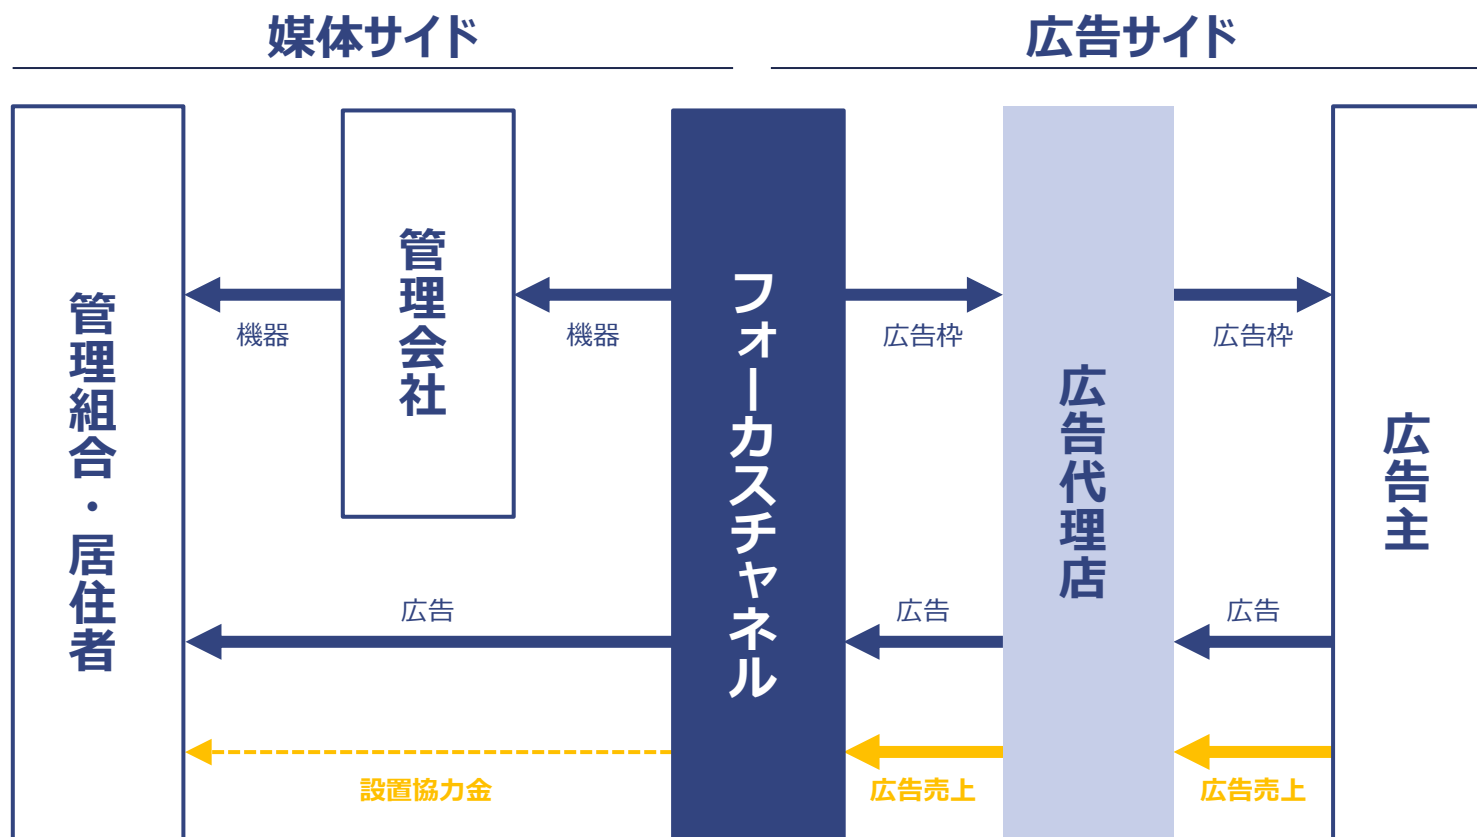 媒体サイド
広告サイド
管理組合・居住者
管理会社
フォーカスチャネル
広告代理店
広告主
機器
機器
広告枠
広告枠
広告
広告
広告
設置協力金
広告売上
広告売上